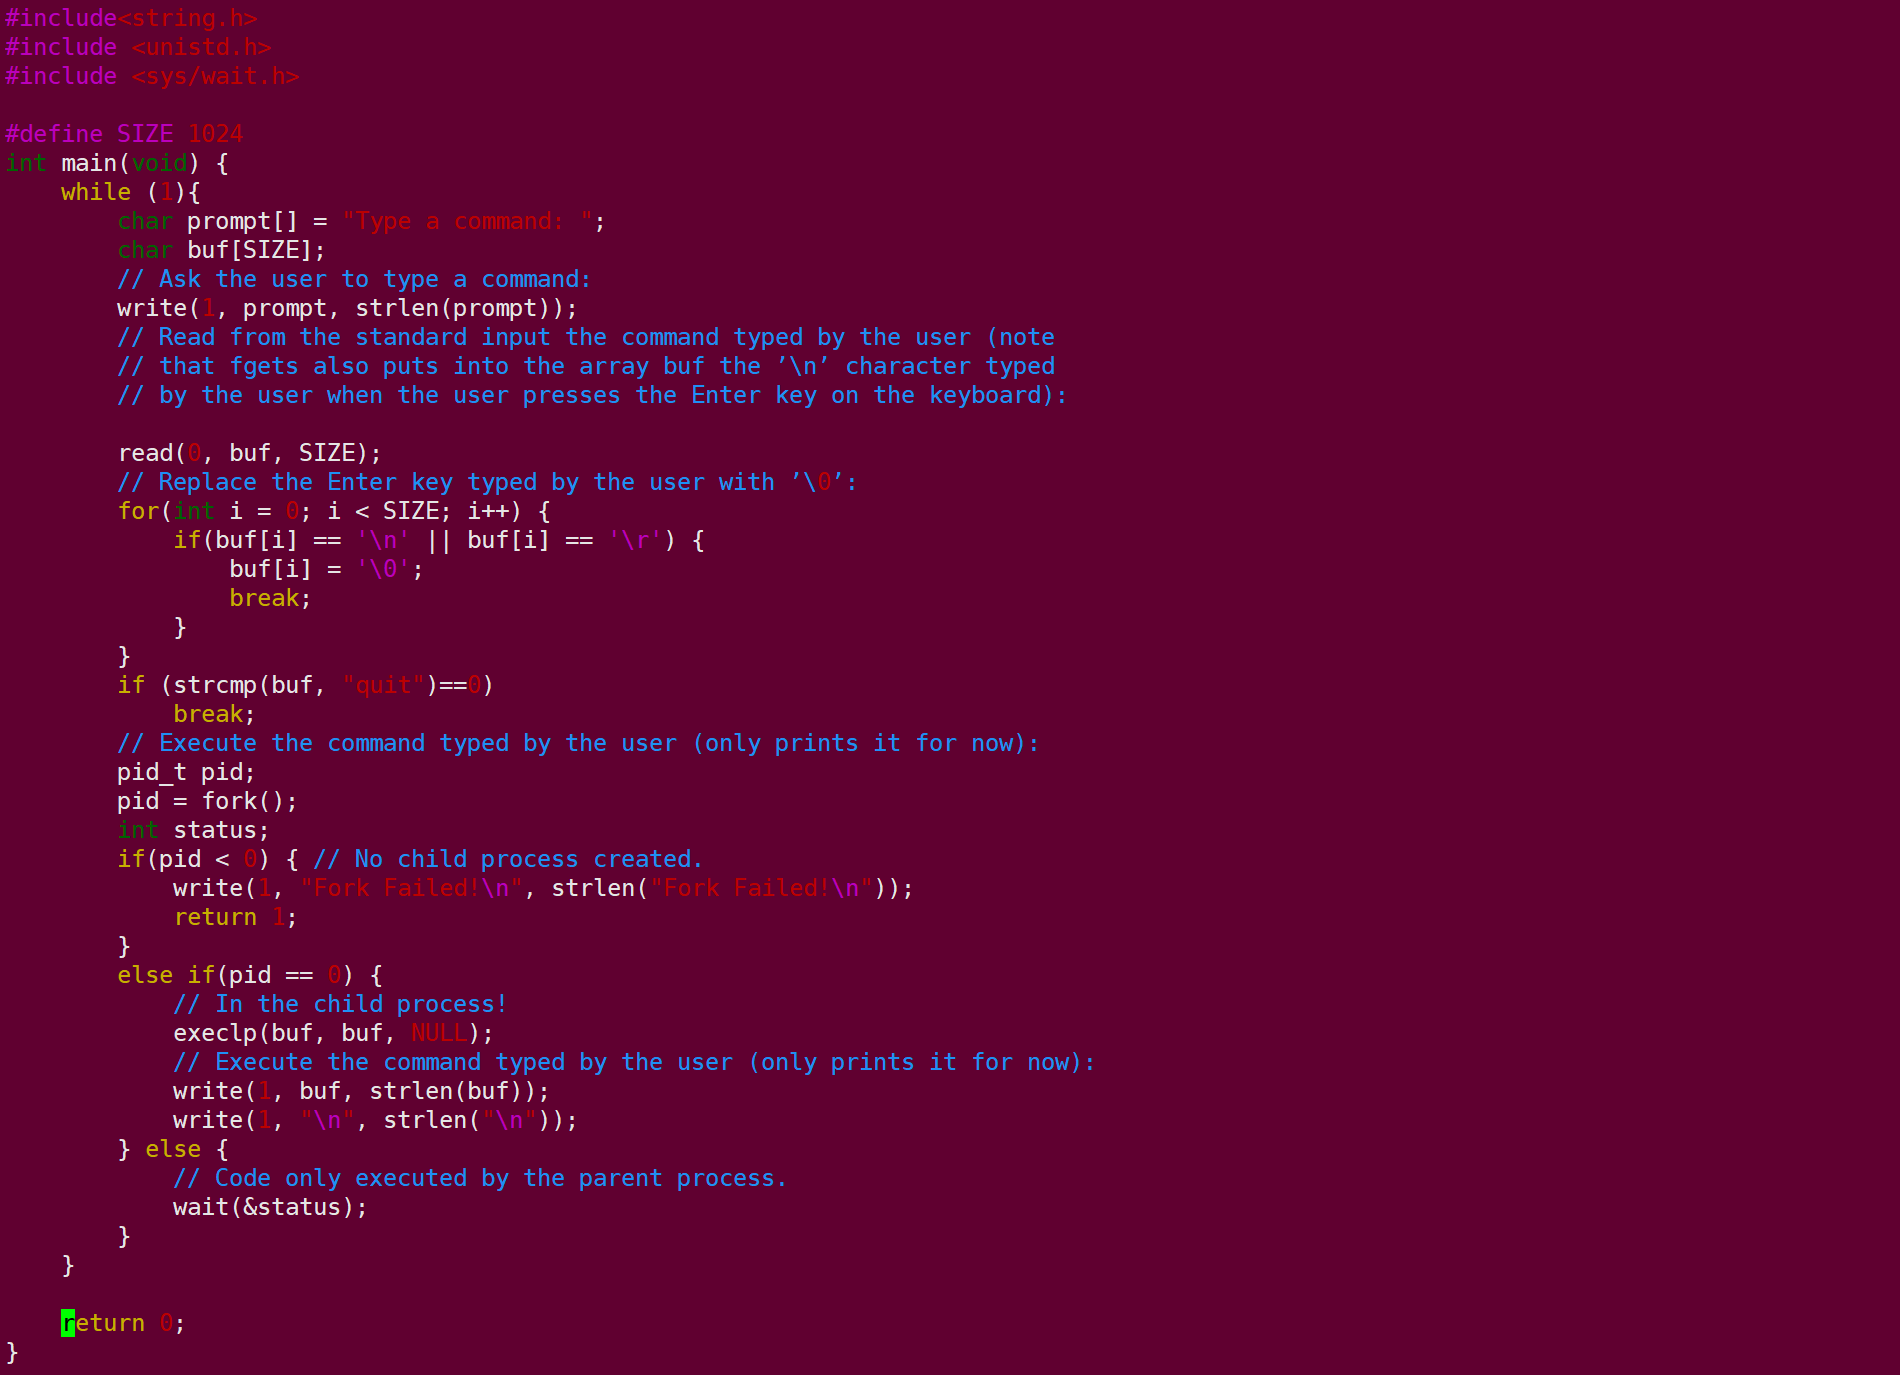 #include<string.h>
#include <unistd.h>
#include <sys/wait.h>

#define SIZE 1024
int main(void) {
    while (1){
        char prompt[] = "Type a command: ";
        char buf[SIZE];
        // Ask the user to type a command:
        write(1, prompt, strlen(prompt));
        // Read from the standard input the command typed by the user (note
        // that fgets also puts into the array buf the ’\n’ character typed
        // by the user when the user presses the Enter key on the keyboard):

        read(0, buf, SIZE);
        // Replace the Enter key typed by the user with ’\0’:
        for(int i = 0; i < SIZE; i++) {
            if(buf[i] == '\n' || buf[i] == '\r') {
                buf[i] = '\0';
                break;
            }
        }
        if (strcmp(buf, "quit")==0)
            break;
        // Execute the command typed by the user (only prints it for now):
        pid_t pid;
        pid = fork();
        int status;
        if(pid < 0) { // No child process created.
            write(1, "Fork Failed!\n", strlen("Fork Failed!\n"));
            return 1;
        }
        else if(pid == 0) {
            // In the child process!
            execlp(buf, buf, NULL);
            // Execute the command typed by the user (only prints it for now):
            write(1, buf, strlen(buf));
            write(1, "\n", strlen("\n"));
        } else {
            // Code only executed by the parent process.
            wait(&status);
        }
    }

    return 0;
}